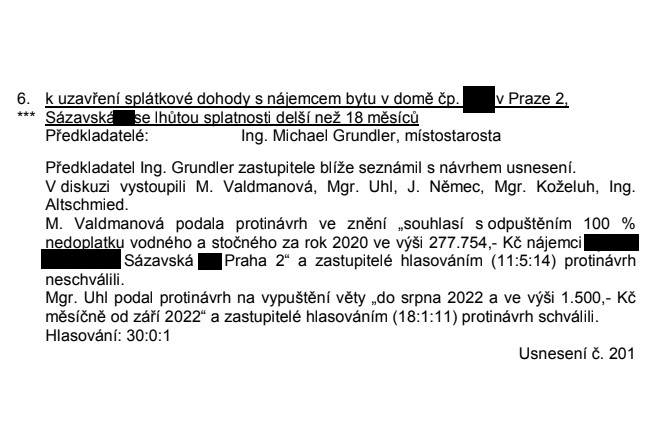 6. k uzavření splátkové dohody s nájemcem bytu v domě čp. v Praze 2,
*** Sázavská se lhůtou splatnosti delší než 18 měsíců
Předkladatelé: Ing. Michael Grundler, místostarosta
Předkladatel Ing. Grundler zastupitele blíže seznámil s návrhem usnesení.
V diskuzi vystoupili M. Valdmanová, Mgr. Uhl, J. Němec, Mgr. Koželuh, Ing.
Altschmied.
M. Valdmanová podala protinávrh ve znění „souhlasí s odpuštěním 100 %
nedoplatku vodného a stočného za rok 2020 ve výši 277.754,- Kč nájemci
Sázavská Praha 2“ a zastupitelé hlasováním (11:5:14) protinávrh
neschválili.
Mgr. Uhl podal protinávrh na vypuštění věty „do srpna 2022 a ve výši 1.500,- Kč
měsíčně od září 2022“ a zastupitelé hlasováním (18:1:11) protinávrh schválili.
Hlasování: 30:0:1
Usnesení č. 201